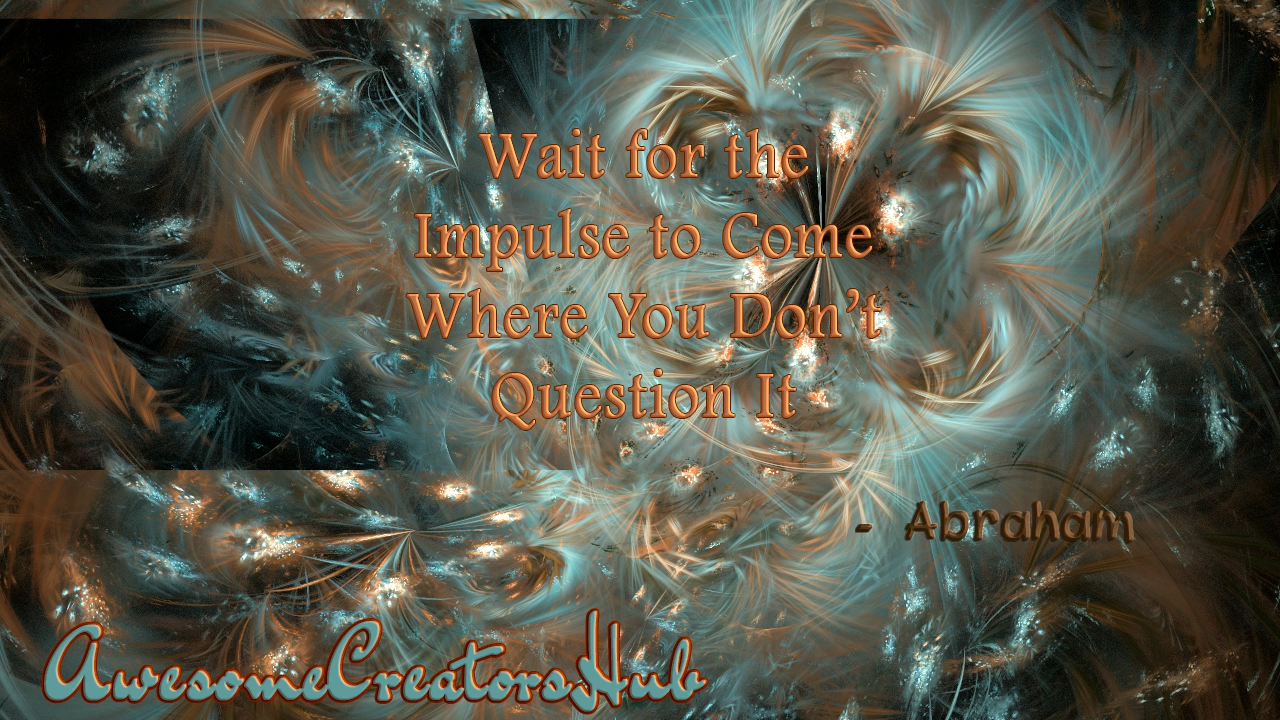 Wait for the
Impulse to Come
Where You Don’t
Question It
- Abraham
AwesomeCreatorsHub